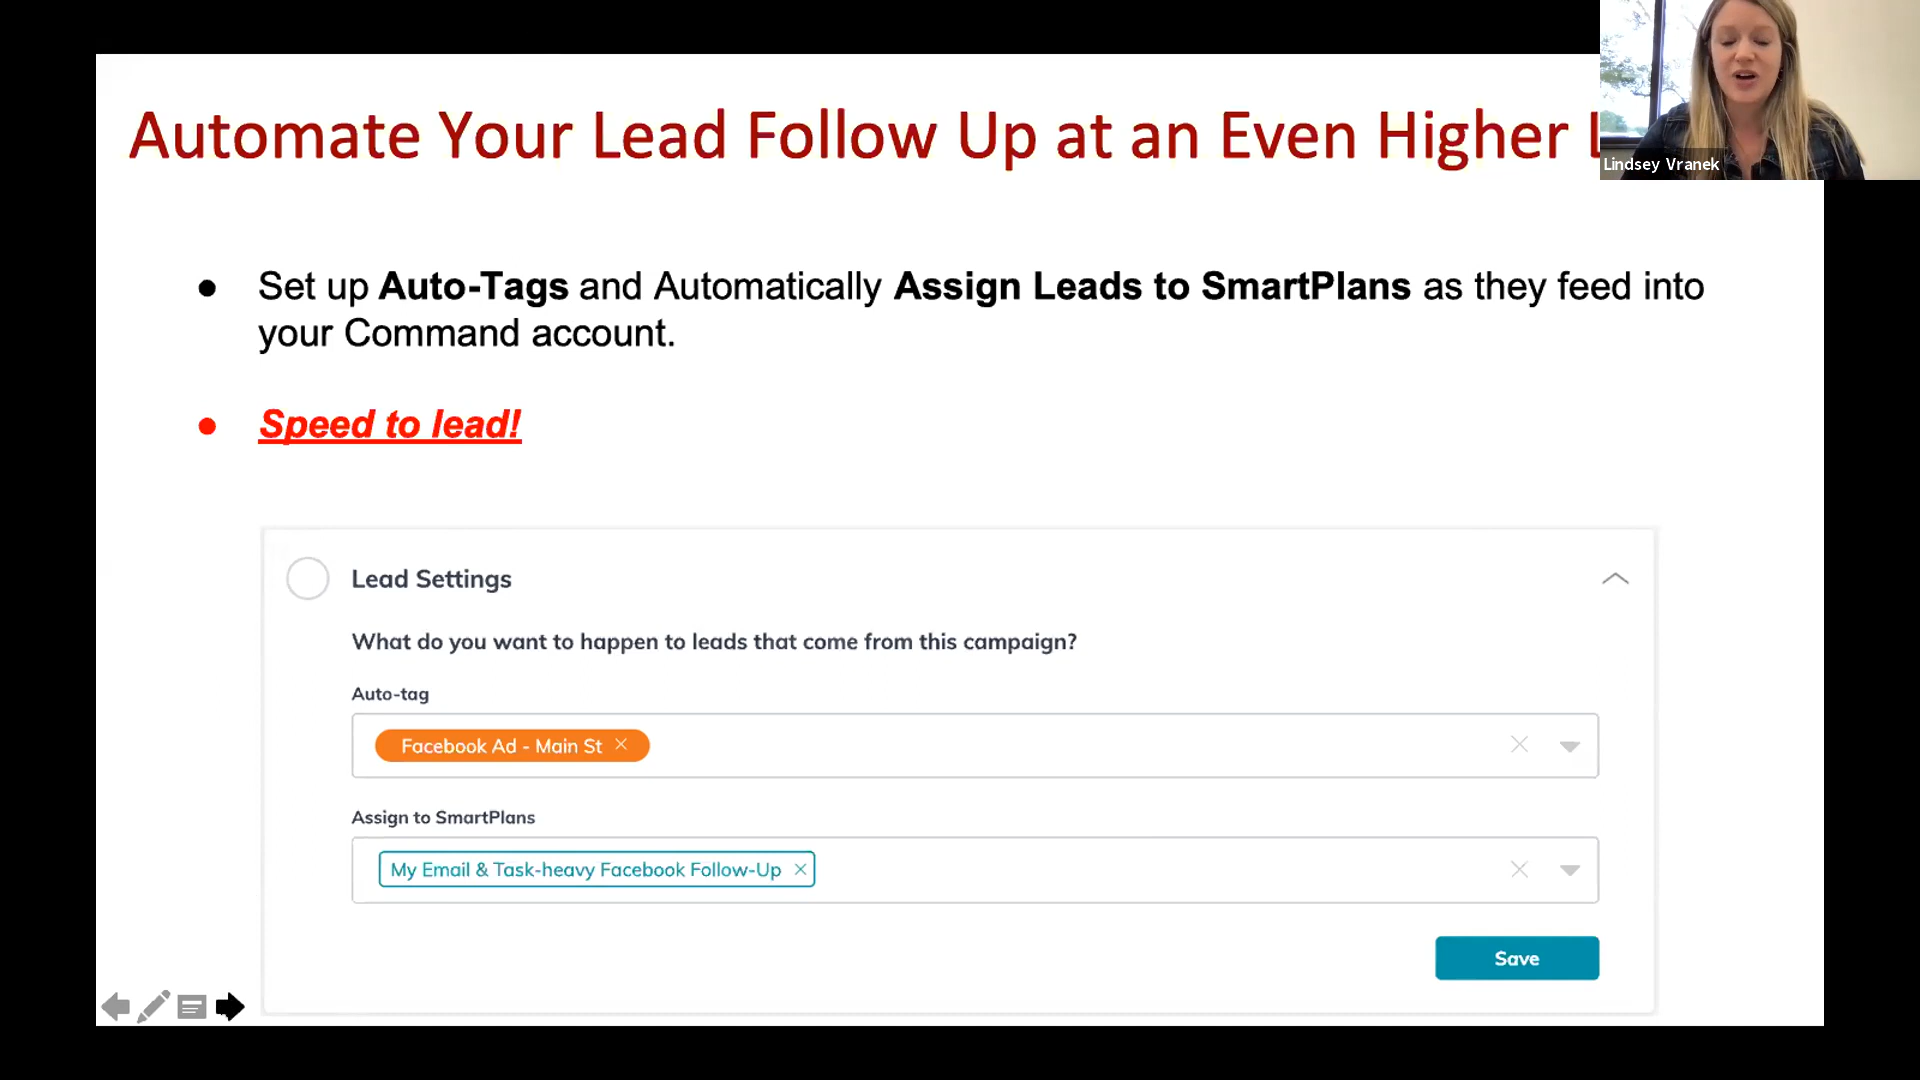 Automate Your Lead Follow Up at an Even Higher
Lindsey Vranek
● Set up Auto-Tags and Automatically Assign Leads to SmartPlans as they feed into
your Command account.
● Speed to lead!
Lead Settings
What do you want to happen to leads that come from this campaign?
Auto-tag
Facebook Ad - Main St ×
Assign to SmartPlans
My Email & Task-heavy Facebook Follow-Up ×
Save